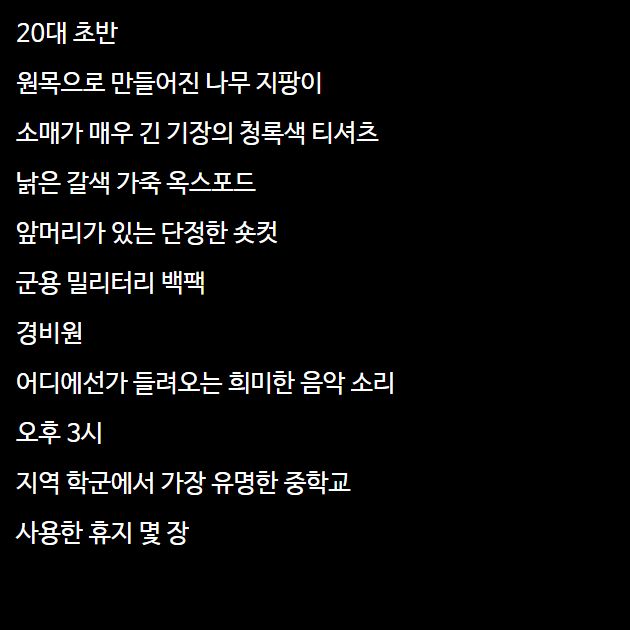 20대 초반
원목으로 만들어진 나무 지팡이
소매가 매우 긴 기장의 청록색 티셔츠
낡은 갈색 가죽 옥스포드
앞머리가 있는 단정한 숏컷
군용 밀리터리 백팩
경비원
어디에선가 들려오는 희미한 음악 소리
오후 3시
지역 학군에서 가장 유명한 중학교
사용한 휴지 몇 장